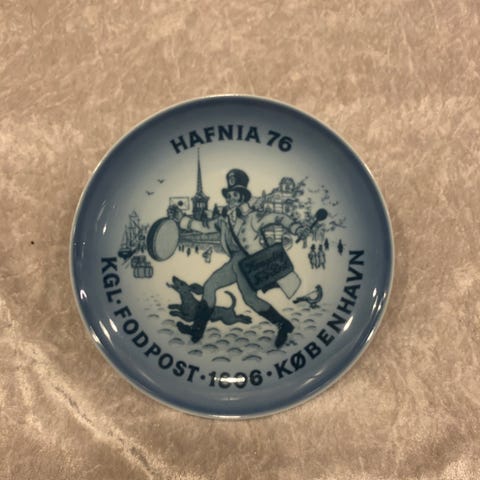 HAFNIA 76
KGL · FODPOST · 1806 · KØBENHAVN